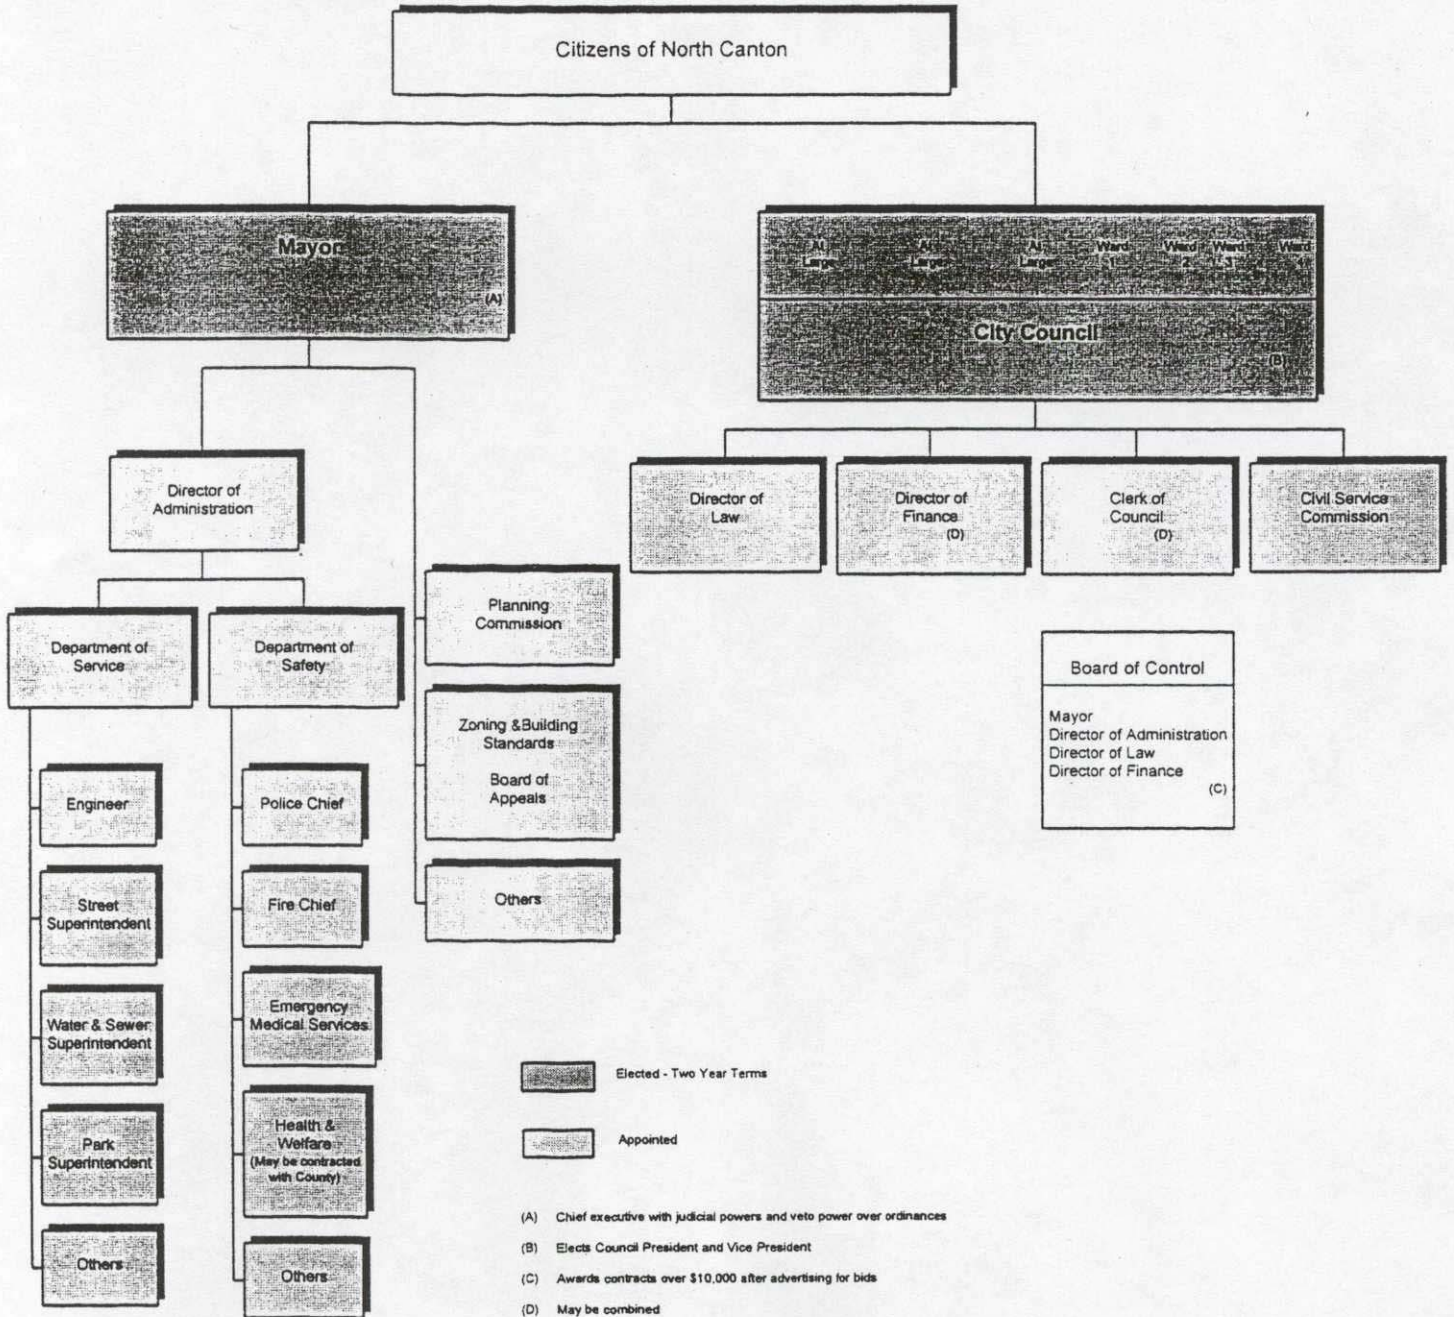 Citizens of North Canton
Mayor
(A)
At Large
At Large
At Large
Ward 1
Ward 2
Ward 3
Ward 4
City Council
(B)
Director of
Administration
Director of
Law
Director of
Finance
(D)
Clerk of
Council
(D)
Civil Service
Commission
Planning
Commission
Zoning &Building
Standards
Board of
Appeals
Others
Department of
Service
Department of
Safety
Engineer
Street
Superintendent
Water & Sewer
Superintendent
Park
Superintendent
Others
Police Chief
Fire Chief
Emergency
Medical Services
Health &
Welfare
(May be contracted
with County)
Others
Board of Control
Mayor
Director of Administration
Director of Law
Director of Finance
(C)
Elected - Two Year Terms
Appointed
(A) Chief executive with judicial powers and veto power over ordinances
(B) Elects Council President and Vice President
(C) Awards contracts over $10,000 after advertising for bids
(D) May be combined